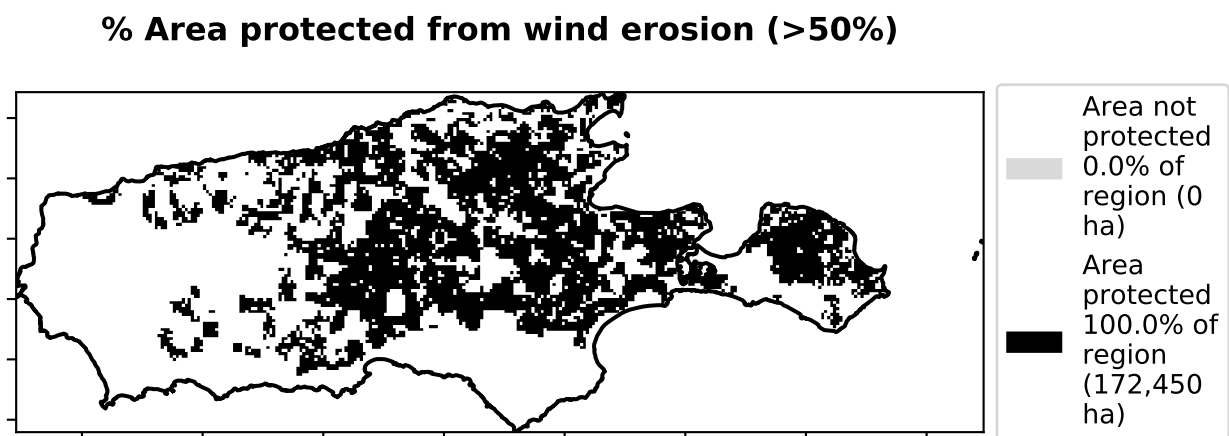 % Area protected from wind erosion (>50%)
Area not
protected
0.0% of
region (0
ha)
Area
protected
100.0% of
region
(172,450
ha)